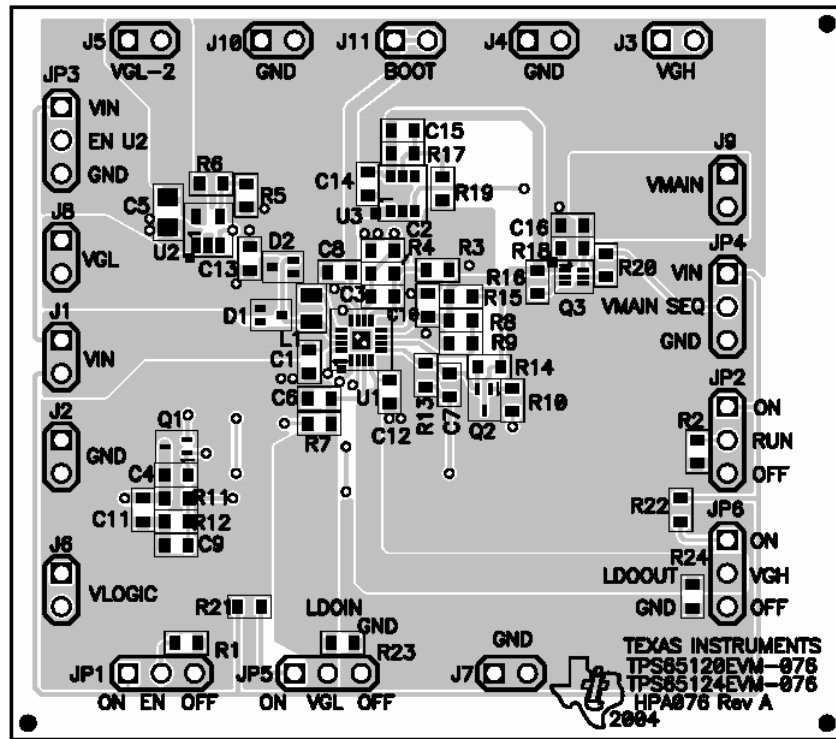 J5 J10 J11 J4 J3
VGL-2 GND BOOT GND VGH
JP3
VIN
EN U2
GND
C15
R17
J9
VMAIN
R6
R5
C14
R19
C5
U3
C2
C16
J8
VGL
U2
C13
D2
C8
R4
R3
R18
R16
R20
JP4
VIN
VMAIN SEQ
GND
C3
C10
R15
Q3
J1
VIN
D1
L1
R8
R9
C1
U1
R14
JP2
ON
RUN
OFF
C6
R7
C12
R13
C7
Q2
R10
R2
J2
GND
Q1
C4
R11
C11
R12
C9
R22
JP6
ON
VGH
OFF
J6
VLOGIC
R24
LDOOUT
GND
R21
LDOIN
GND
R1
R23
GND
JP1
JP5
J7
ON EN OFF
ON VGL OFF
TEXAS INSTRUMENTS
TPS65120EVM-076
TPS65124EVM-076
HPA076 Rev A
2004